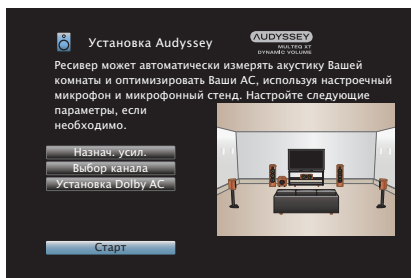 Установка Audyssey
AUDYSSEY
MULTEQ XT
DYNAMIC VOLUME
Ресивер может автоматически измерять акустику Вашей
комнаты и оптимизировать Ваши АС, используя настроечный
микрофон и микрофонный стенд. Настройте следующие
параметры, если
необходимо.
Назнач. усил.
Выбор канала
Установка Dolby АС
Старт